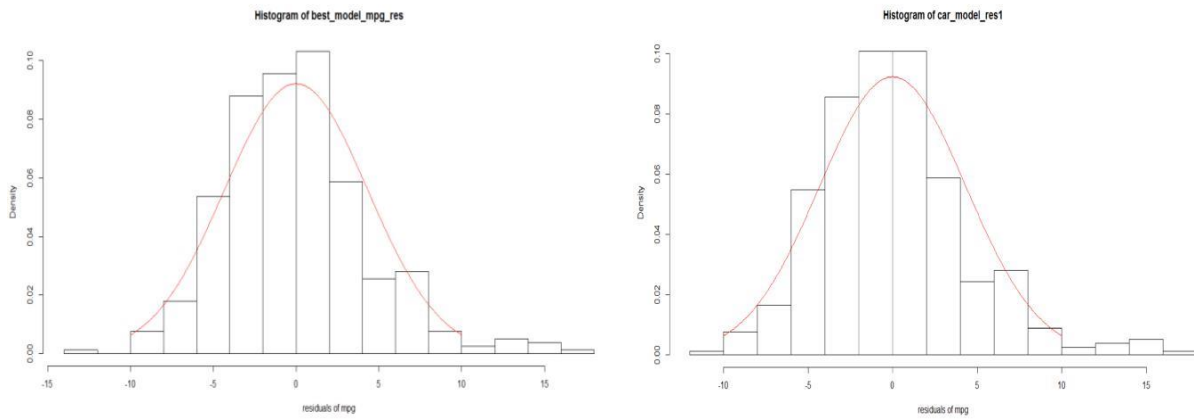 Histogram of best_model_mpg_res
Density
0.10
0.08
0.06
0.04
0.02
0.00
-15 -10 -5 0 5 10 15
residuals of mpg
Histogram of car_model_res1
Density
0.10
0.08
0.06
0.04
0.02
0.00
-10 -5 0 5 10 15
residuals of mpg